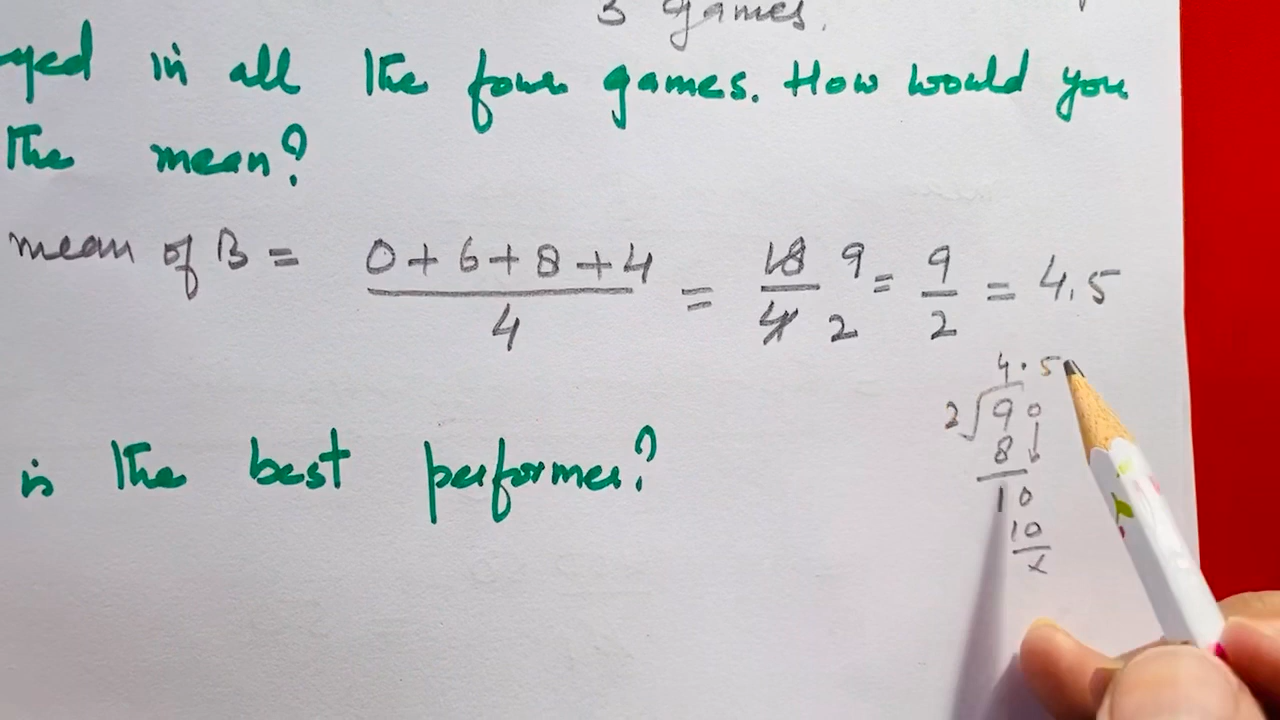 3 games.
yed in all the four games. How would you
the mean?
mean of B = 0+6+8+4/4 = 18/4 9/2 = 9/2 = 4.5
4.5
2√90
8
10
10
x
is the best performer?